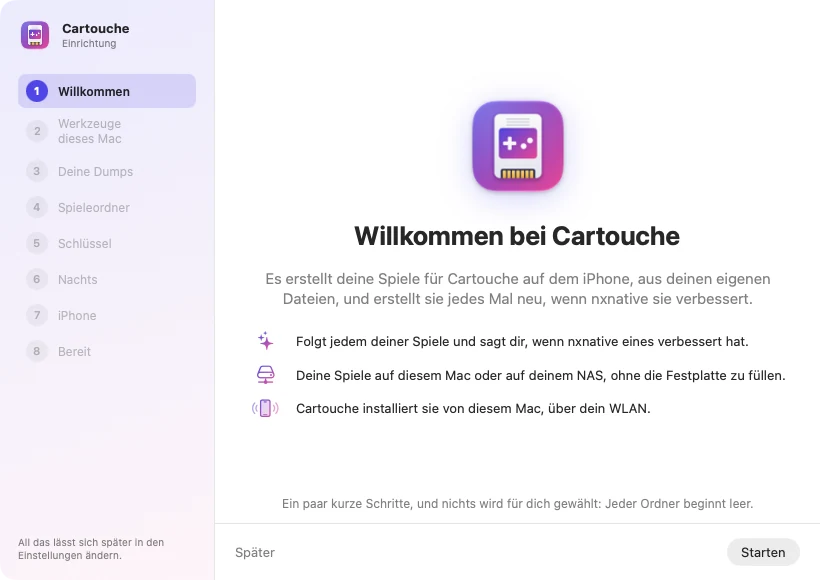 Cartouche
Einrichtung
1 Willkommen
2 Werkzeuge
dieses Mac
3 Deine Dumps
4 Spieleordner
5 Schlüssel
6 Nachts
7 iPhone
8 Bereit
All das lässt sich später in den
Einstellungen ändern.
Willkommen bei Cartouche
Es erstellt deine Spiele für Cartouche auf dem iPhone, aus deinen eigenen
Dateien, und erstellt sie jedes Mal neu, wenn nxnative sie verbessert.
Folgt jedem deiner Spiele und sagt dir, wenn nxnative eines verbessert hat.
Deine Spiele auf diesem Mac oder auf deinem NAS, ohne die Festplatte zu füllen.
Cartouche installiert sie von diesem Mac, über dein WLAN.
Ein paar kurze Schritte, und nichts wird für dich gewählt: Jeder Ordner beginnt leer.
Später
Starten